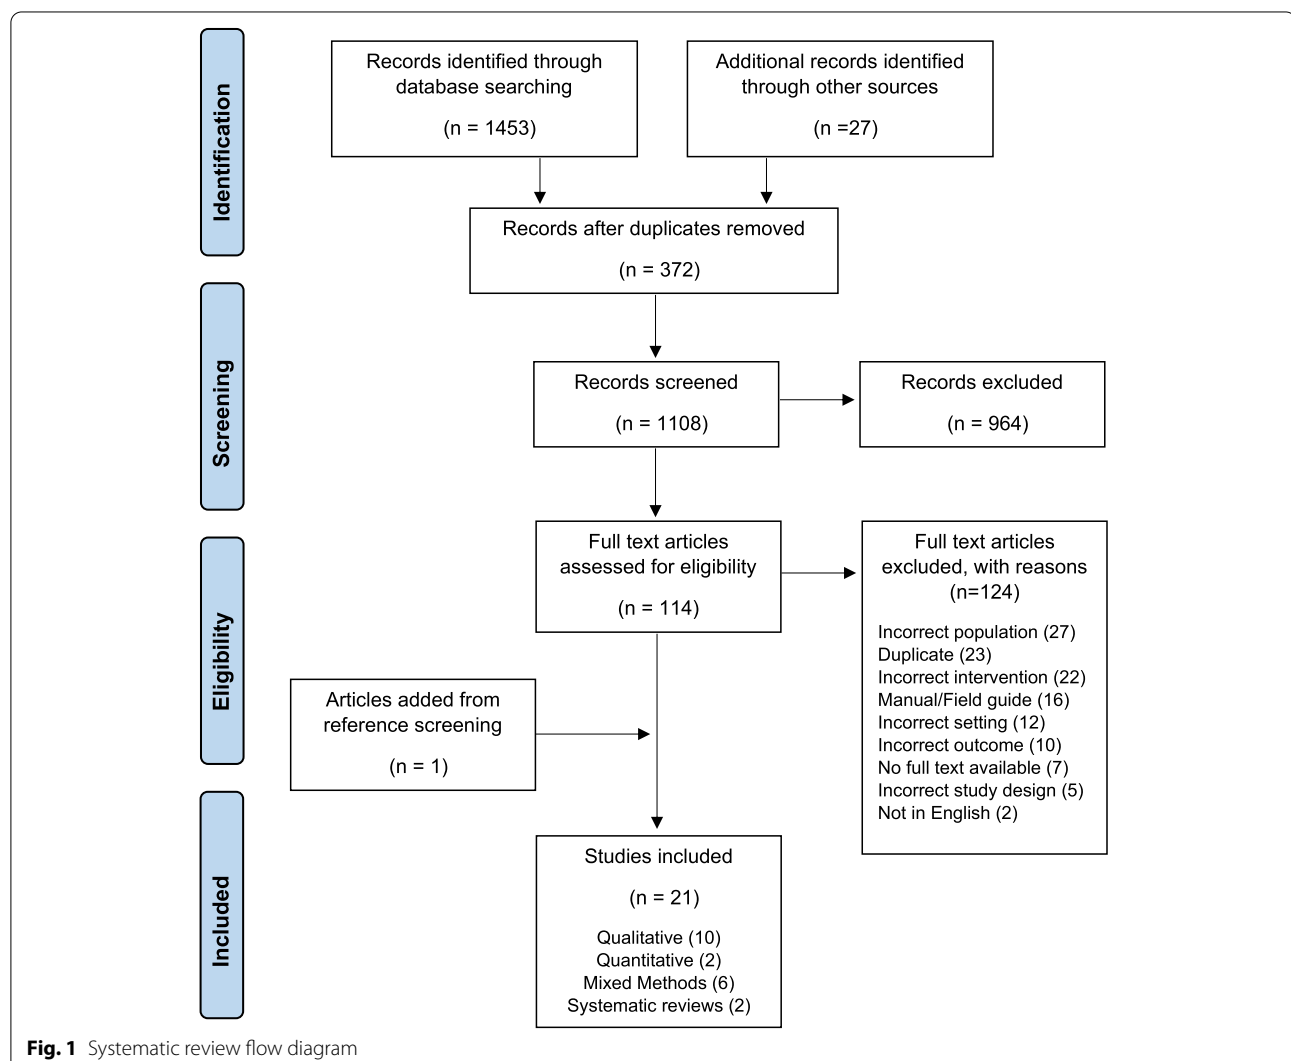 Identification
Records identified through
database searching
(n = 1453)
Additional records identified
through other sources
(n =27)
Records after duplicates removed
(n = 372)
Screening
Records screened
(n = 1108)
Records excluded
(n = 964)
Eligibility
Full text articles
assessed for eligibility
(n = 114)
Full text articles
excluded, with reasons
(n=124)
Incorrect population (27)
Duplicate (23)
Incorrect intervention (22)
Manual/Field guide (16)
Incorrect setting (12)
Incorrect outcome (10)
No full text available (7)
Incorrect study design (5)
Not in English (2)
Articles added from
reference screening
(n = 1)
Included
Studies included
(n = 21)
Qualitative (10)
Quantitative (2)
Mixed Methods (6)
Systematic reviews (2)
Fig. 1 Systematic review flow diagram